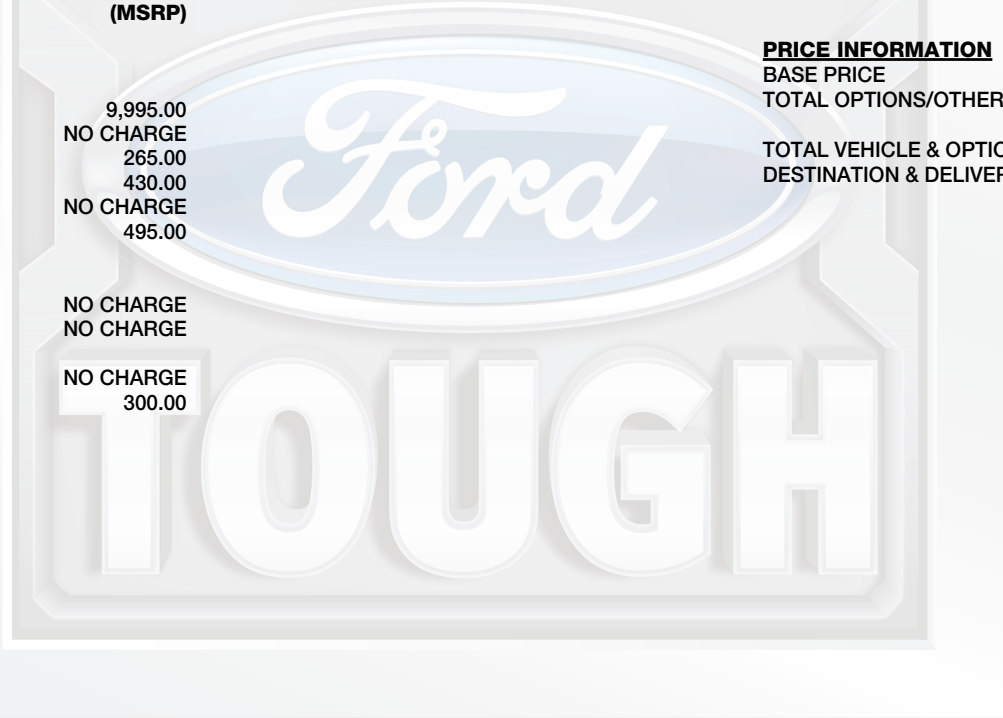 (MSRP)
9,995.00
NO CHARGE
265.00
430.00
NO CHARGE
495.00
NO CHARGE
NO CHARGE
NO CHARGE
300.00
PRICE INFORMATION
BASE PRICE
TOTAL OPTIONS/OTHER
TOTAL VEHICLE & OPTIO
DESTINATION & DELIVER
Ford
TOUGH